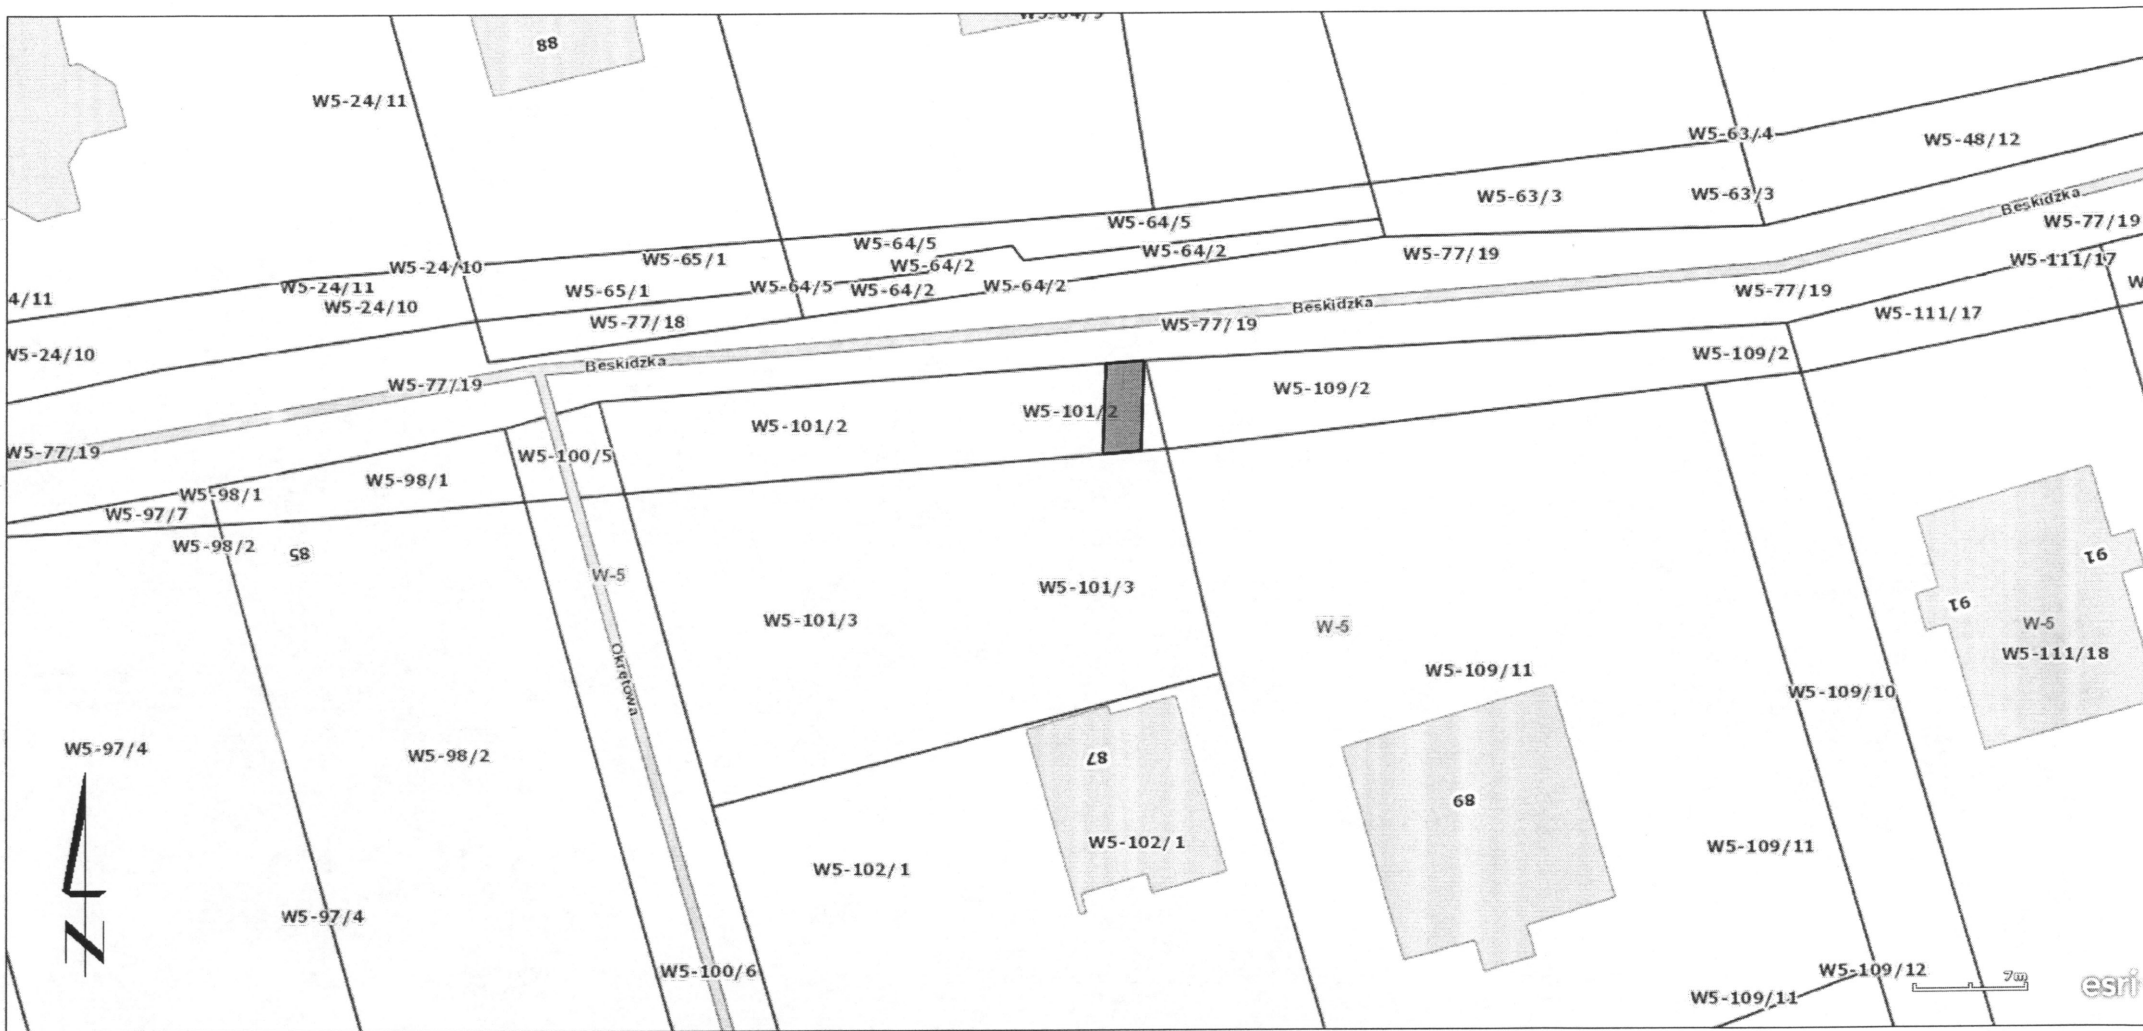 88
W5-64/9
W5-24/11
W5-63/4
W5-48/12
W5-63/3
W5-63/3
Beskidzka
W5-77/19
W5-64/5
W5-64/5
W5-64/2
W5-64/2
W5-77/19
W5-65/1
W5-24/10
W5-111/17
W5-24/11
W5-65/1
W5-64/5
W5-64/2
W5-64/2
W5-77/19
W
4/11
W5-24/10
Beskidzka
W5-111/17
W5-77/18
W5-77/19
W5-24/10
Beskidzka
W5-109/2
W5-77/19
W5-109/2
W5-101/2
W5-101/2
W5-77/19
W5-100/5
W5-98/1
W5-98/1
W5-97/7
W5-98/2
85
91
W-5
W5-101/3
91
W5-101/3
W-5
W-5
W5-111/18
Okrętowa
W5-109/11
W5-109/10
W5-97/4
W5-98/2
87
89
W5-102/1
W5-109/11
W5-102/1
W5-97/4
N
W5-100/6
W5-109/12
7m
esri
W5-109/11